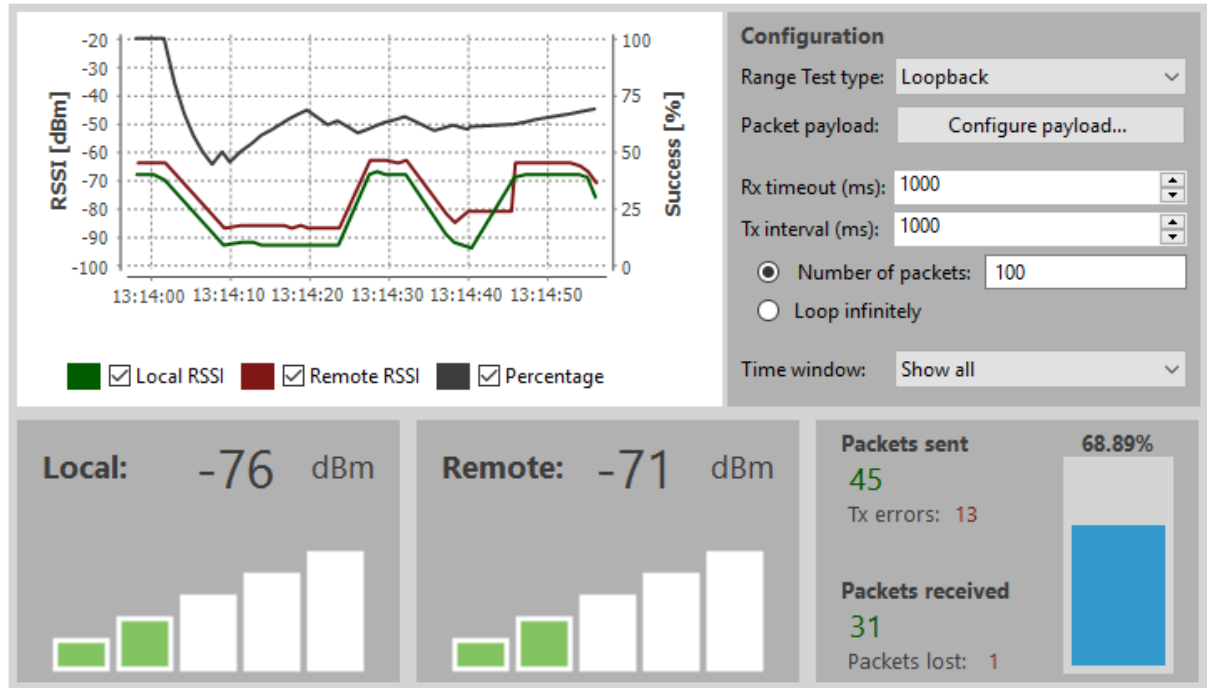 RSSI [dBm]
-20
-30
-40
-50
-60
-70
-80
-90
-100
100
75
50
25
0
Success [%]
13:14:00 13:14:10 13:14:20 13:14:30 13:14:40 13:14:50
Local RSSI Remote RSSI Percentage
Configuration
Range Test type: Loopback
Packet payload: Configure payload...
Rx timeout (ms): 1000
Tx interval (ms): 1000
Number of packets: 100
Loop infinitely
Time window: Show all
Local: -76 dBm
Remote: -71 dBm
Packets sent
45
Tx errors: 13
Packets received
31
Packets lost: 1
68.89%